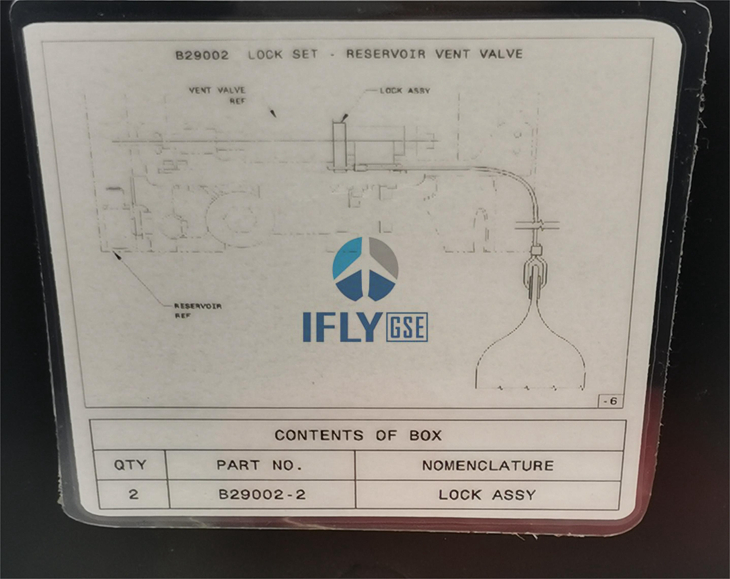 B29002 LOCK SET - RESERVOIR VENT VALVE
VENT VALVE
REF
LOCK ASSY
RESERVOIR
REF
IFLY GSE
-6
CONTENTS OF BOX
QTY PART NO. NOMENCLATURE
2 B29002-2 LOCK ASSY